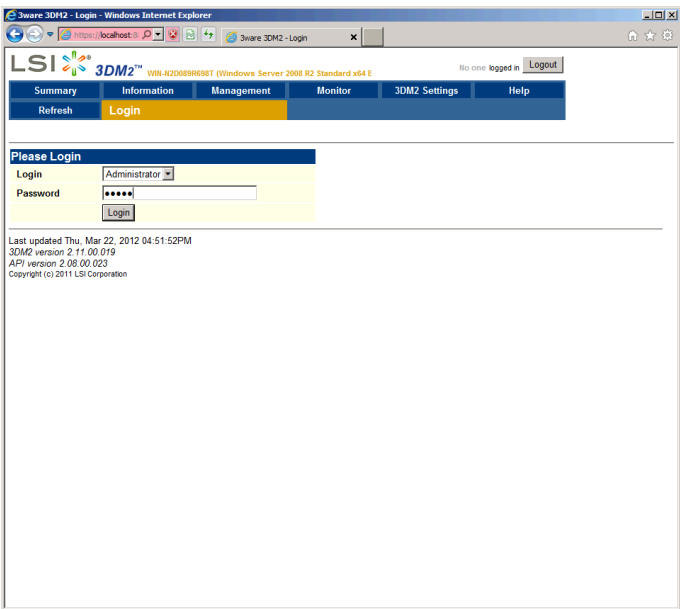 3ware 3DM2 - Login - Windows Internet Explorer
https://localhost:8
3ware 3DM2 - Login
LSI 3DM2™ WIN-N2D089R698T (Windows Server 2008 R2 Standard x64 E
No one logged in Logout
Summary Information Management Monitor 3DM2 Settings Help
Refresh Login
Please Login
Login Administrator
Password •••••
Login
Last updated Thu, Mar 22, 2012 04:51:52PM
3DM2 version 2.11.00.019
API version 2.08.00.023
Copyright (c) 2011 LSI Corporation